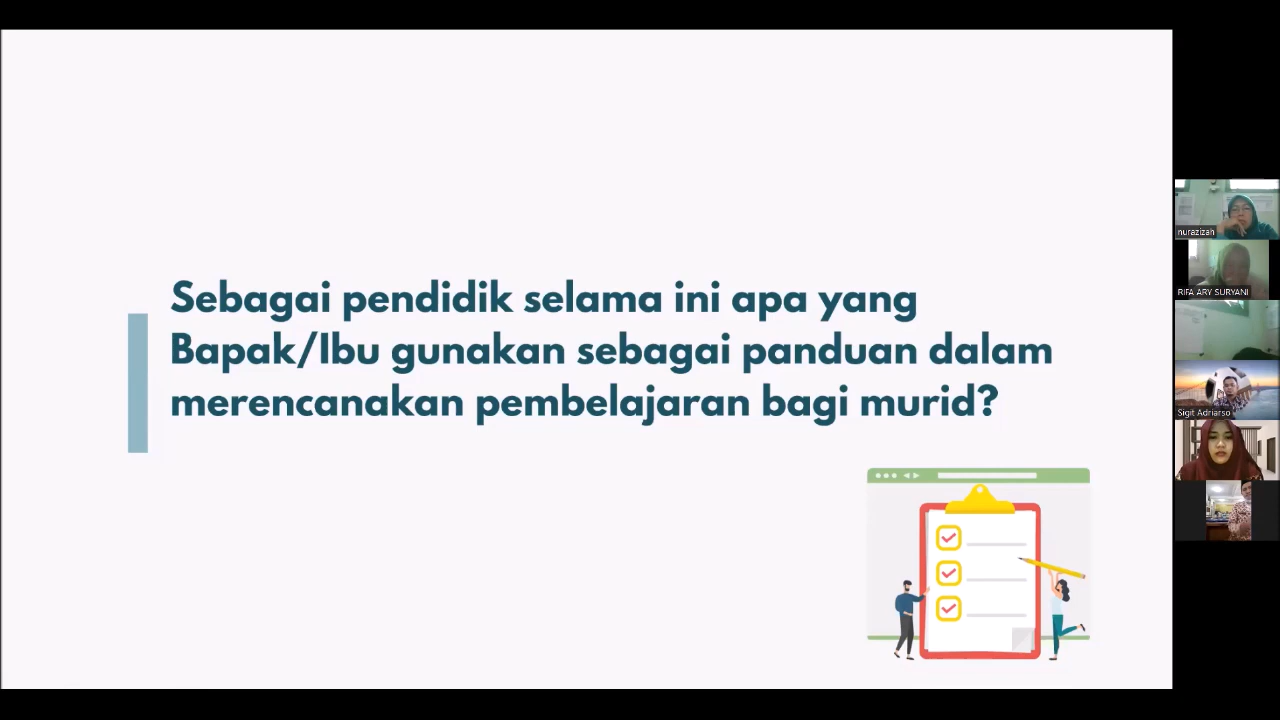 Sebagai pendidik selama ini apa yang
Bapak/Ibu gunakan sebagai panduan dalam
merencanakan pembelajaran bagi murid?
nurazizah
RIFA ARY SURYANI
Sigit Adriarso